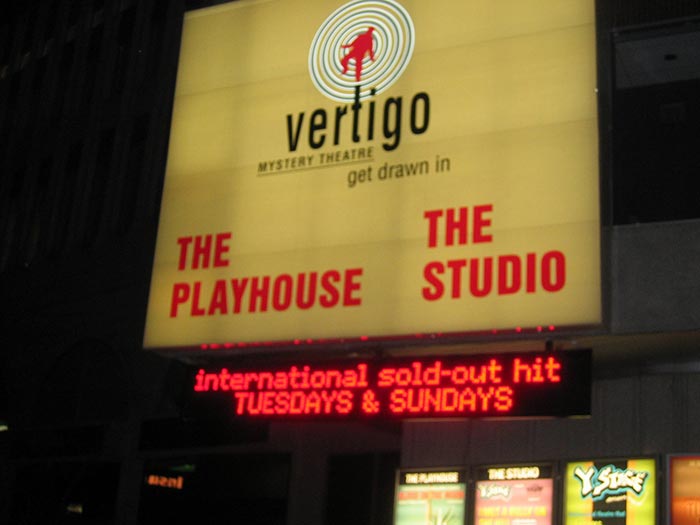 vertigo
MYSTERY THEATRE
get drawn in
THE
PLAYHOUSE
THE
STUDIO
international sold-out hit
TUESDAYS & SUNDAYS
THE PLAYHOUSE
THE STUDIO
Y STAGE